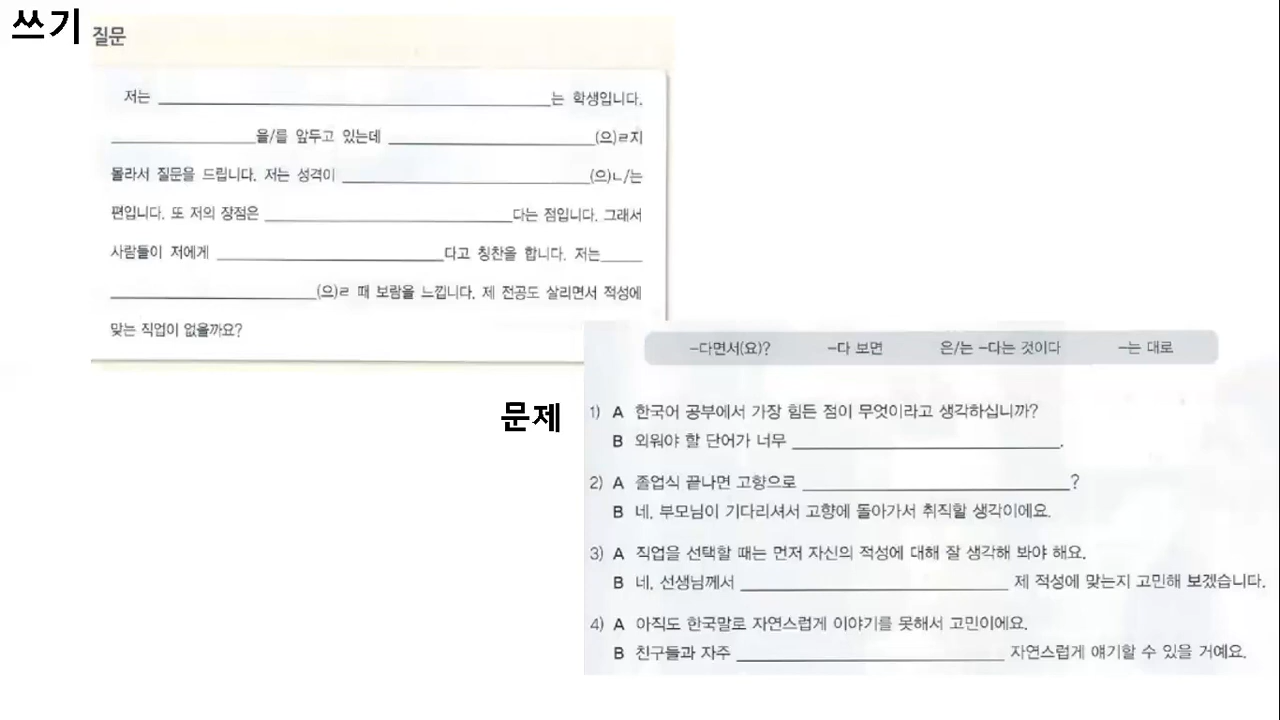 쓰기
질문
저는 ______ 는 학생입니다.
______ 을/를 앞두고 있는데 ______ (으)ㄹ지
몰라서 질문을 드립니다. 저는 성격이 ______ (으)ㄴ/는
편입니다. 또 저의 장점은 ______ 다는 점입니다. 그래서
사람들이 저에게 ______ 다고 칭찬을 합니다. 저는 ______
______ (으)ㄹ 때 보람을 느낍니다. 제 전공도 살리면서 적성에
맞는 직업이 없을까요?
문제
-다면서(요)? -다 보면 은/는 -다는 것이다 -는 대로
1) A 한국어 공부에서 가장 힘든 점이 무엇이라고 생각하십니까?
B 외워야 할 단어가 너무 ______.
2) A 졸업식 끝나면 고향으로 ______?
B 네, 부모님이 기다리셔서 고향에 돌아가서 취직할 생각이에요.
3) A 직업을 선택할 때는 먼저 자신의 적성에 대해 잘 생각해 봐야 해요.
B 네, 선생님께서 ______ 제 적성에 맞는지 고민해 보겠습니다.
4) A 아직도 한국말로 자연스럽게 이야기를 못해서 고민이에요.
B 친구들과 자주 ______ 자연스럽게 얘기할 수 있을 거예요.